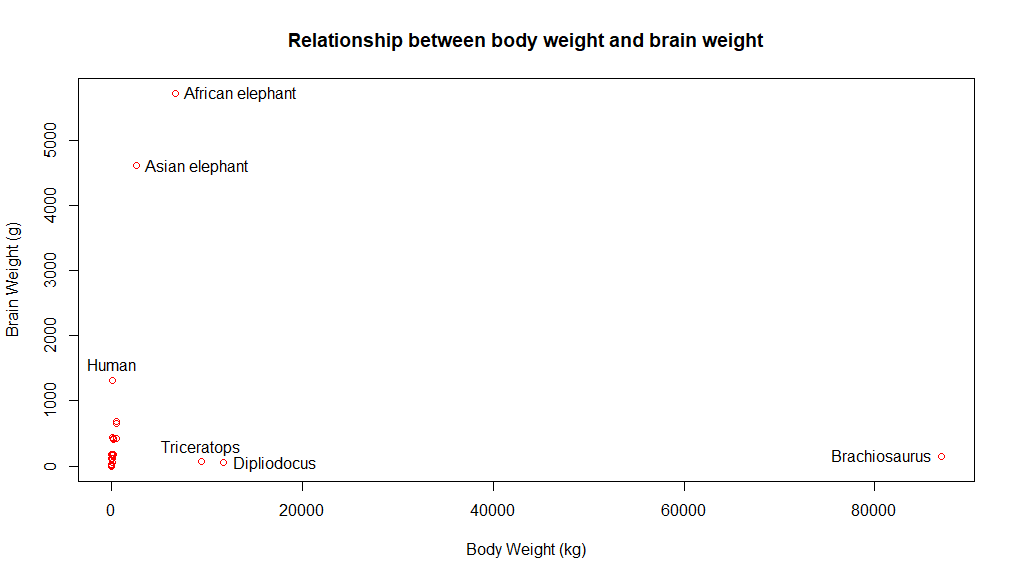 Relationship between body weight and brain weight
African elephant
Asian elephant
Human
Triceratops
Dipliodocus
Brachiosaurus
Brain Weight (g)
5000
4000
3000
2000
1000
0
0 20000 40000 60000 80000
Body Weight (kg)